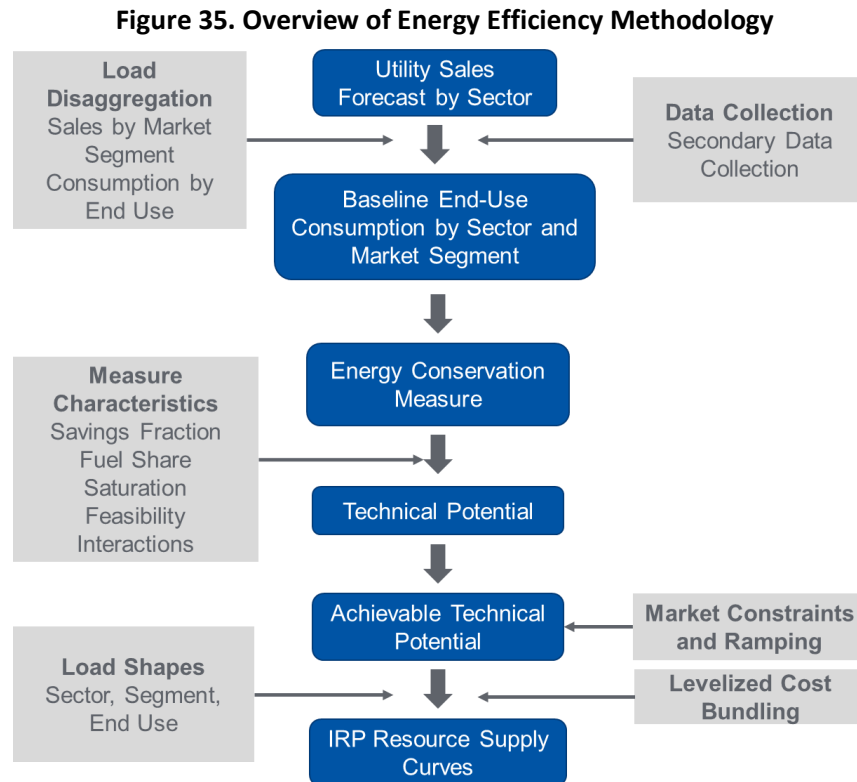 Figure 35. Overview of Energy Efficiency Methodology
Load
Disaggregation
Sales by Market
Segment
Consumption by
End Use
Utility Sales
Forecast by Sector
Data Collection
Secondary Data
Collection
Baseline End-Use
Consumption by Sector and
Market Segment
Energy Conservation
Measure
Measure
Characteristics
Savings Fraction
Fuel Share
Saturation
Feasibility
Interactions
Technical Potential
Achievable Technical
Potential
Market Constraints
and Ramping
Load Shapes
Sector, Segment,
End Use
Levelized Cost
Bundling
IRP Resource Supply
Curves